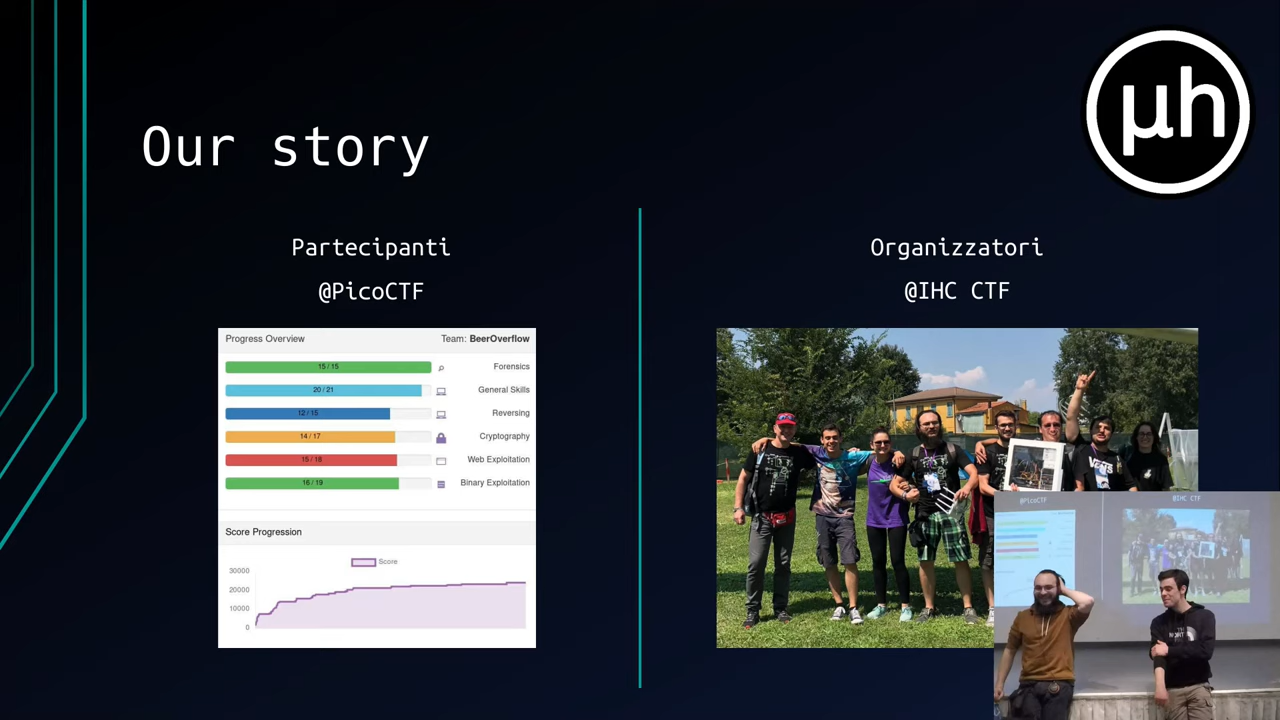 µh
Our story
Partecipanti
@PicoCTF
Progress Overview Team: BeerOverflow
15 / 15 Forensics
20 / 21 General Skills
12 / 15 Reversing
14 / 17 Cryptography
15 / 18 Web Exploitation
16 / 19 Binary Exploitation
Score Progression
Score
30000
20000
10000
0
Organizzatori
@IHC CTF
@PicoCTF
@IHC CTF